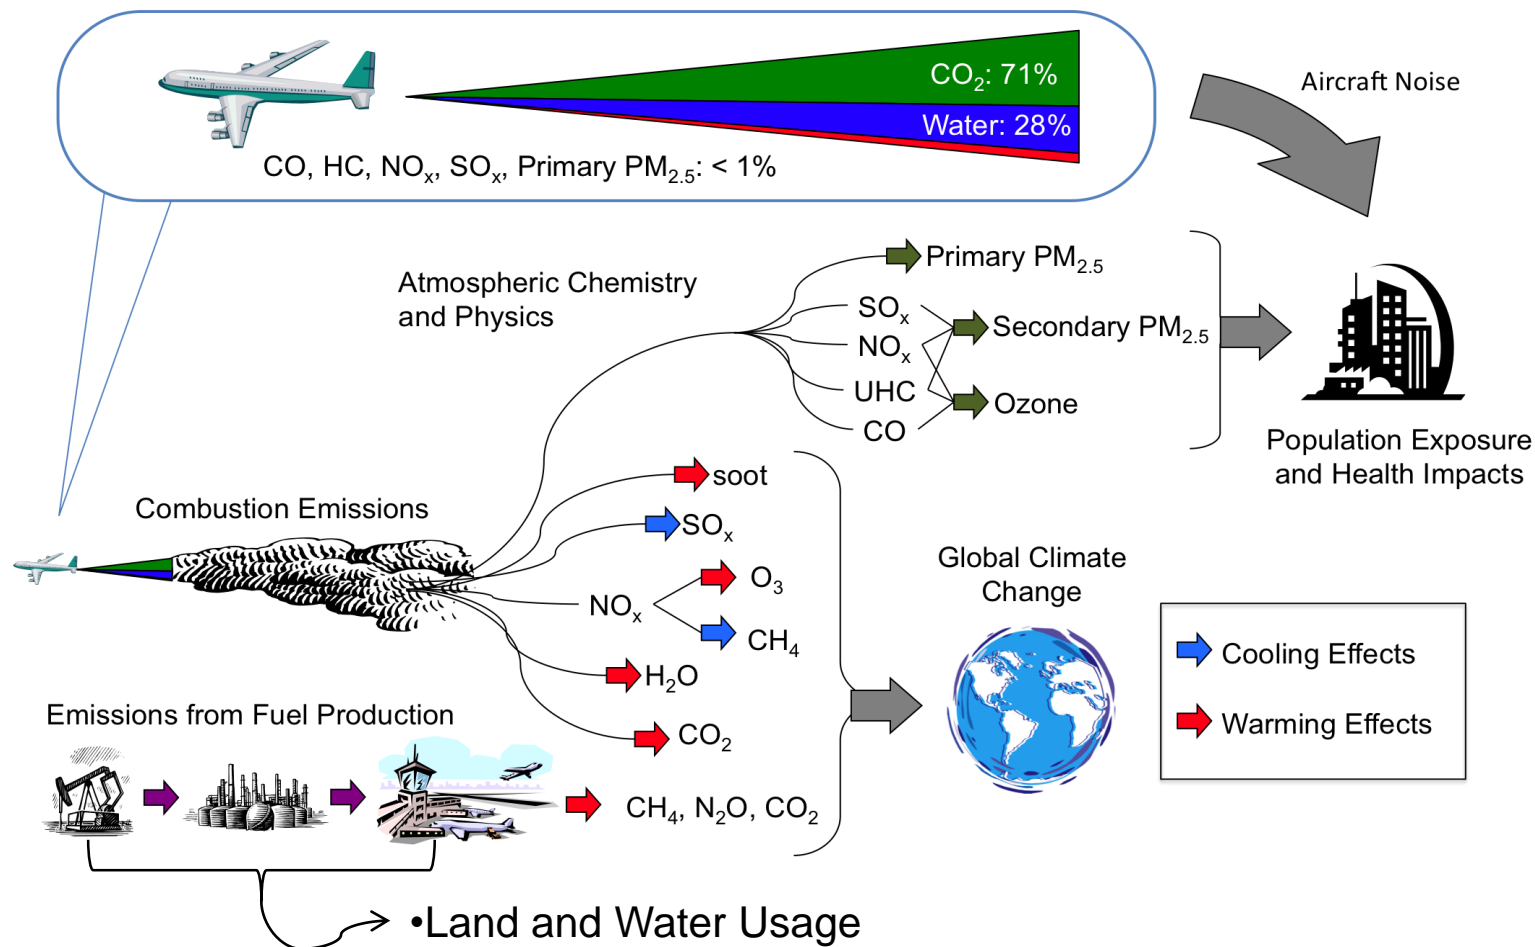 CO₂: 71%
Aircraft Noise
Water: 28%
CO, HC, NOₓ, SOₓ, Primary PM₂.₅: < 1%
Atmospheric Chemistry
and Physics
Primary PM₂.₅
SOₓ
Secondary PM₂.₅
NOₓ
UHC
Ozone
CO
Population Exposure
and Health Impacts
soot
Combustion Emissions
SOₓ
Global Climate
Change
O₃
NOₓ
CH₄
Cooling Effects
H₂O
Emissions from Fuel Production
Warming Effects
CO₂
CH₄, N₂O, CO₂
•Land and Water Usage